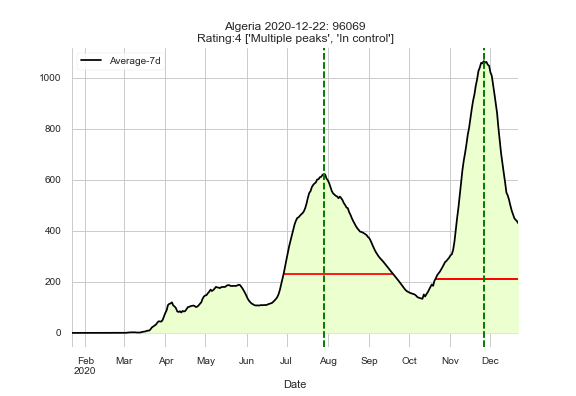 Algeria 2020-12-22: 96069
Rating:4 ['Multiple peaks', 'In control']
Average-7d
1000
800
600
400
200
0
Feb Mar Apr May Jun Jul Aug Sep Oct Nov Dec
2020
Date